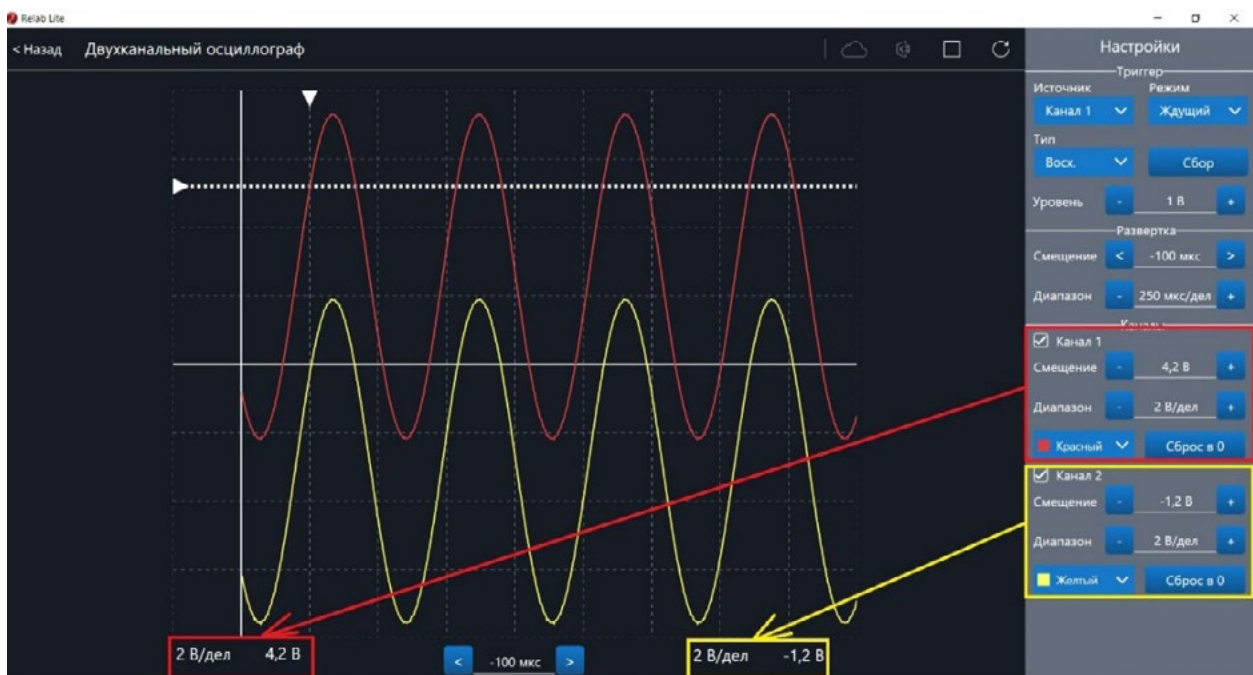 Relab Lite
< Назад Двухканальный осциллограф
Настройки
Триггер
Источник Режим
Канал 1 Ждущий
Тип
Восх. Сбор
Уровень - 1 В +
Развертка
Смещение < -100 мкс >
Диапазон - 250 мкс/дел +
Каналы
Канал 1
Смещение - 4,2 В +
Диапазон - 2 В/дел +
Красный Сброс в 0
Канал 2
Смещение - -1,2 В +
Диапазон - 2 В/дел +
Желтый Сброс в 0
2 В/дел 4,2 В < -100 мкс > 2 В/дел -1,2 В